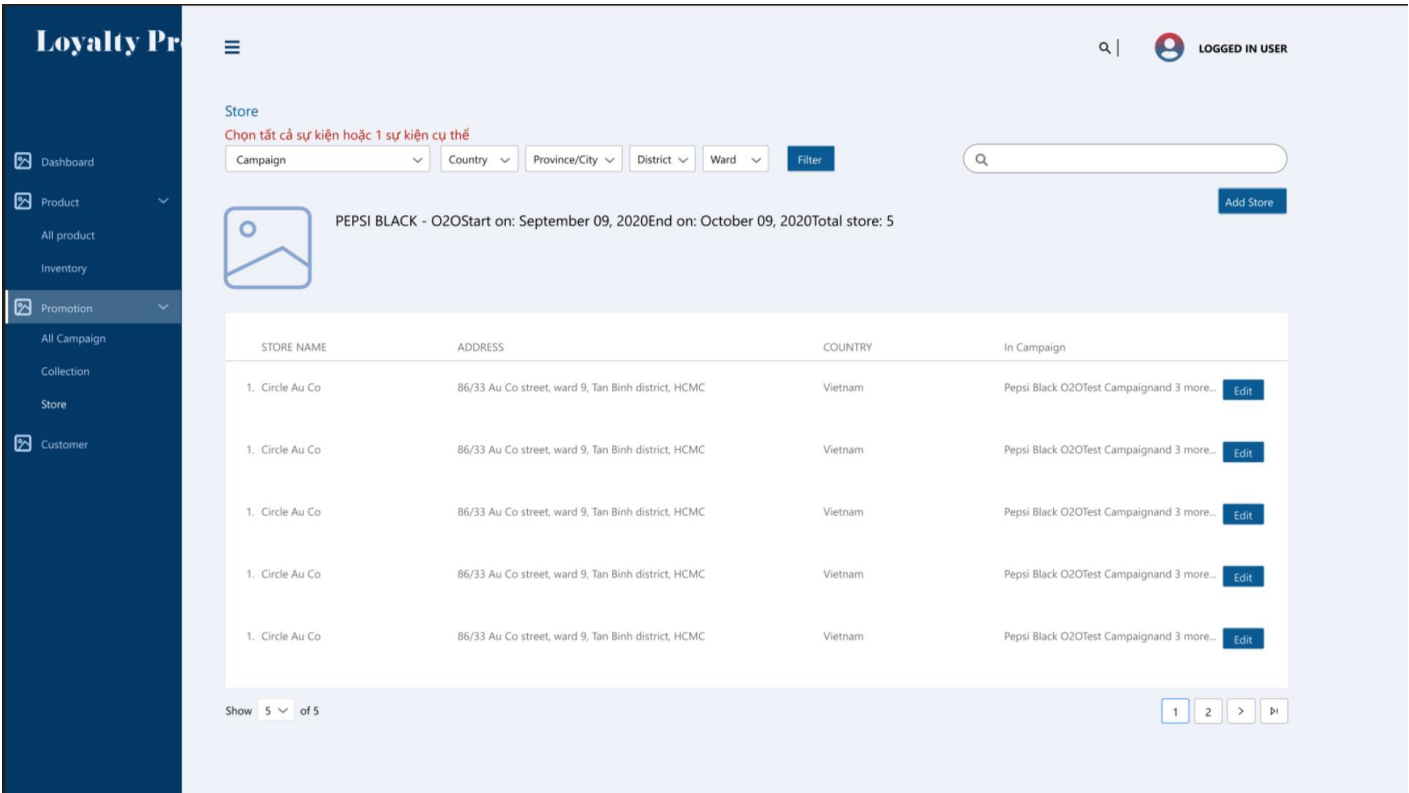 Loyalty Pr
LOGGED IN USER
Store
Chọn tất cả sự kiện hoặc 1 sự kiện cụ thể
Campaign Country Province/City District Ward Filter
Add Store
PEPSI BLACK - O2OStart on: September 09, 2020End on: October 09, 2020Total store: 5
Dashboard
Product
All product
Inventory
Promotion
All Campaign
Collection
Store
Customer
STORE NAME ADDRESS COUNTRY In Campaign
1. Circle Au Co 86/33 Au Co street, ward 9, Tan Binh district, HCMC Vietnam Pepsi Black O2OTest Campaignand 3 more... Edit
1. Circle Au Co 86/33 Au Co street, ward 9, Tan Binh district, HCMC Vietnam Pepsi Black O2OTest Campaignand 3 more... Edit
1. Circle Au Co 86/33 Au Co street, ward 9, Tan Binh district, HCMC Vietnam Pepsi Black O2OTest Campaignand 3 more... Edit
1. Circle Au Co 86/33 Au Co street, ward 9, Tan Binh district, HCMC Vietnam Pepsi Black O2OTest Campaignand 3 more... Edit
1. Circle Au Co 86/33 Au Co street, ward 9, Tan Binh district, HCMC Vietnam Pepsi Black O2OTest Campaignand 3 more... Edit
Show 5 of 5
1 2 >